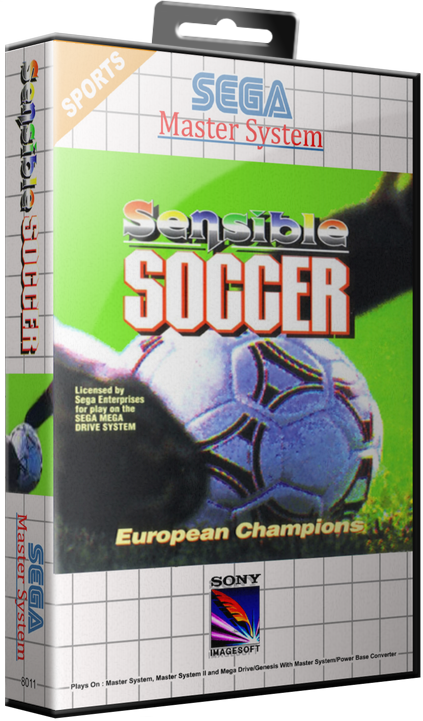 SPORTS
SEGA
Master System
Sensible
SOCCER
Licensed by
Sega Enterprises
for play on the
SEGA MEGA
DRIVE SYSTEM
European Champions
SONY
IMAGESOFT
Plays On : Master System, Master System II and Mega Drive/Genesis With Master System/Power Base Converter
Sensible SOCCER
SEGA
Master System
8011